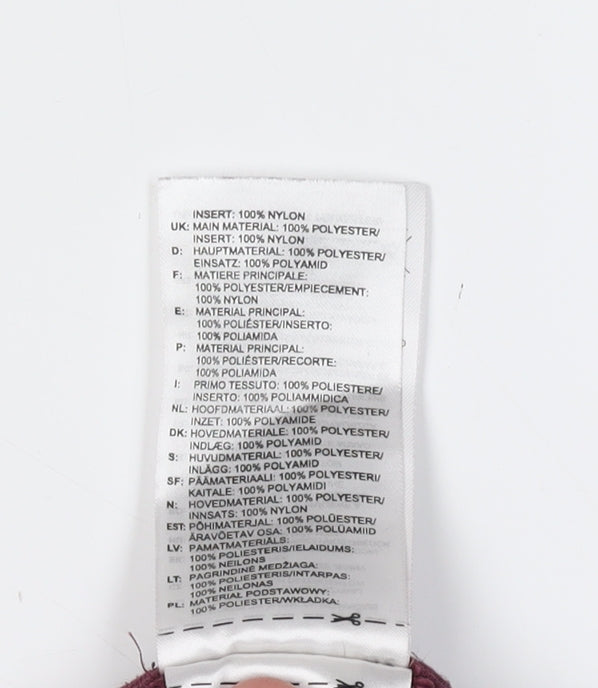 INSERT: 100% NYLON
UK: MAIN MATERIAL: 100% POLYESTER/
INSERT: 100% NYLON
D: HAUPTMATERIAL: 100% POLYESTER/
EINSATZ: 100% POLYAMID
F: MATIERE PRINCIPALE:
100% POLYESTER/EMPIECEMENT:
100% NYLON
E: MATERIAL PRINCIPAL:
100% POLIÉSTER/INSERTO:
100% POLIAMIDA
P: MATERIAL PRINCIPAL:
100% POLIÉSTER/RECORTE:
100% POLIAMIDA
I: PRIMO TESSUTO: 100% POLIESTERE/
INSERTO: 100% POLIAMMIDICA
NL: HOOFDMATERIAAL: 100% POLYESTER/
INZET: 100% POLYAMIDE
DK: HOVEDMATERIALE: 100% POLYESTER/
INDLÆG: 100% POLYAMID
S: HUVUDMATERIAL: 100% POLYESTER/
INLÄGG: 100% POLYAMID
SF: PÄÄMATERIAALI: 100% POLYESTERI/
KAITALE: 100% POLYAMIDI
N: HOVEDMATERIAL: 100% POLYESTER/
INNSATS: 100% NYLON
EST: PÕHIMATERJAL: 100% POLÜESTER/
ÄRAVÕETAV OSA: 100% POLÜAMIID
LV: PAMATMATERIĀLS:
100% POLIESTERIS/IELAIDUMS:
100% NEILONS
LT: PAGRINDINĖ MEDŽIAGA:
100% POLIESTERIS/INTARPAS:
100% NEILONAS
PL: MATERIAŁ PODSTAWOWY:
100% POLIESTER/WKŁADKA: